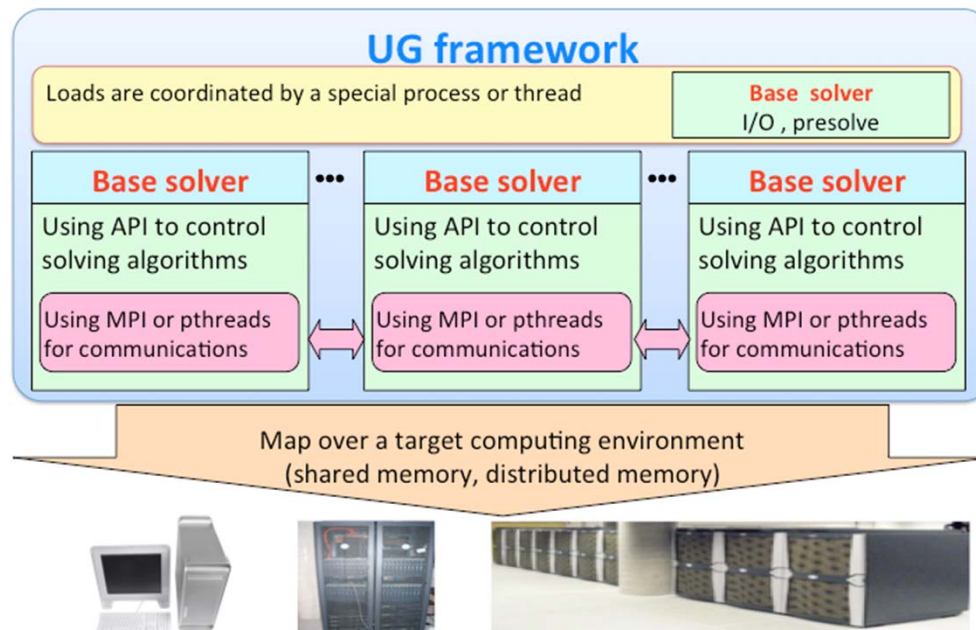 UG framework
Loads are coordinated by a special process or thread
Base solver
I/O , presolve
Base solver
Using API to control
solving algorithms
Using MPI or pthreads
for communications
•••
Base solver
Using API to control
solving algorithms
Using MPI or pthreads
for communications
•••
Base solver
Using API to control
solving algorithms
Using MPI or pthreads
for communications
Map over a target computing environment
(shared memory, distributed memory)